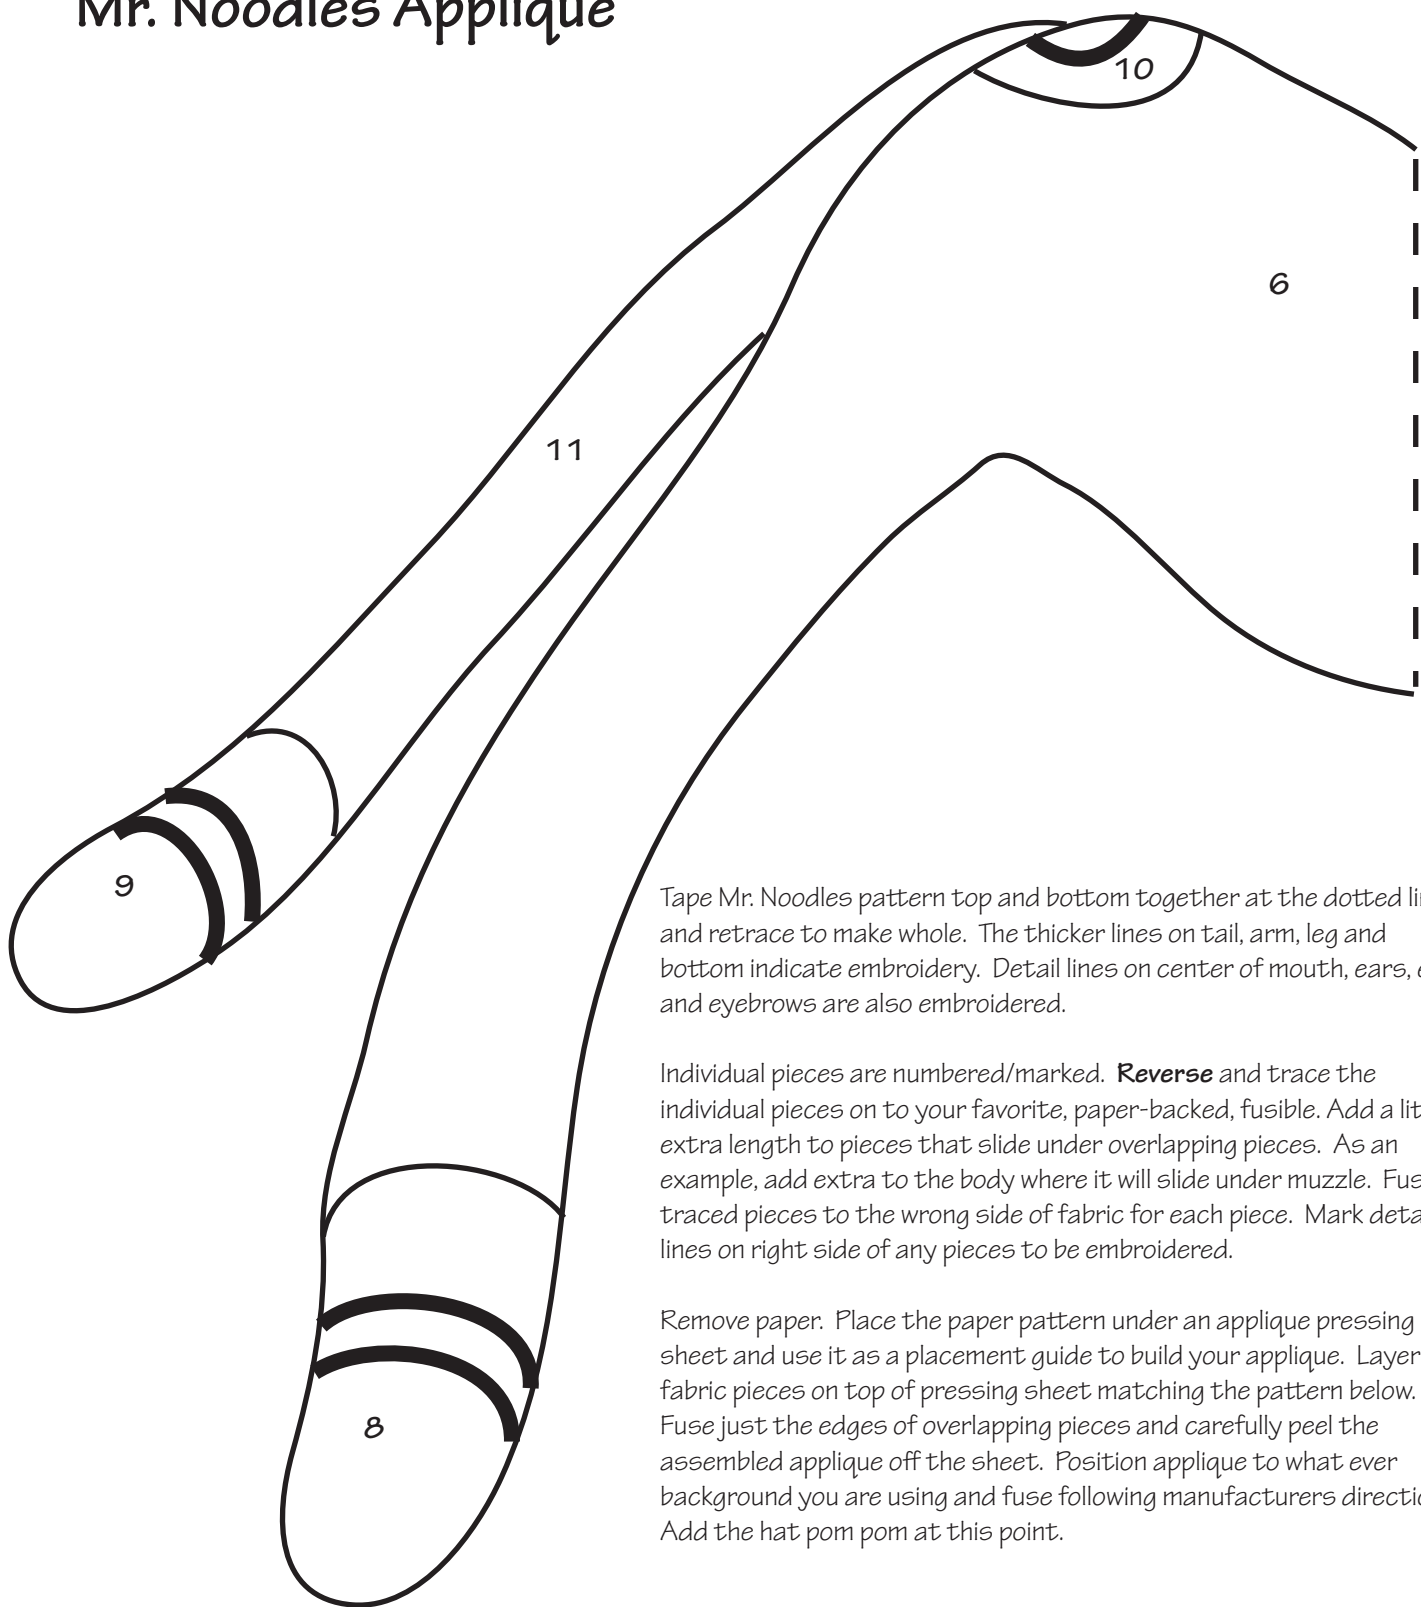 Mr. Noodles Applique
10
6
11
9
8
Tape Mr. Noodles pattern top and bottom together at the dotted
and retrace to make whole. The thicker lines on tail, arm, leg and
bottom indicate embroidery. Detail lines on center of mouth, ears,
and eyebrows are also embroidered.
Individual pieces are numbered/marked. Reverse and trace the
individual pieces on to your favorite, paper-backed, fusible. Add a
extra length to pieces that slide under overlapping pieces. As an
example, add extra to the body where it will slide under muzzle.
traced pieces to the wrong side of fabric for each piece. Mark
lines on right side of any pieces to be embroidered.
Remove paper. Place the paper pattern under an applique pressing
sheet and use it as a placement guide to build your applique. Layer
fabric pieces on top of pressing sheet matching the pattern below.
Fuse just the edges of overlapping pieces and carefully peel the
assembled applique off the sheet. Position applique to what ever
background you are using and fuse following manufacturers
Add the hat pom pom at this point.